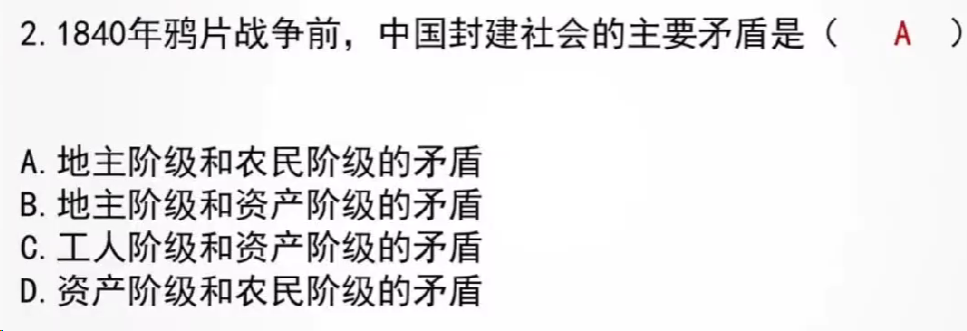 2. 1840年鸦片战争前，中国封建社会的主要矛盾是（ A ）
A. 地主阶级和农民阶级的矛盾
B. 地主阶级和资产阶级的矛盾
C. 工人阶级和资产阶级的矛盾
D. 资产阶级和农民阶级的矛盾